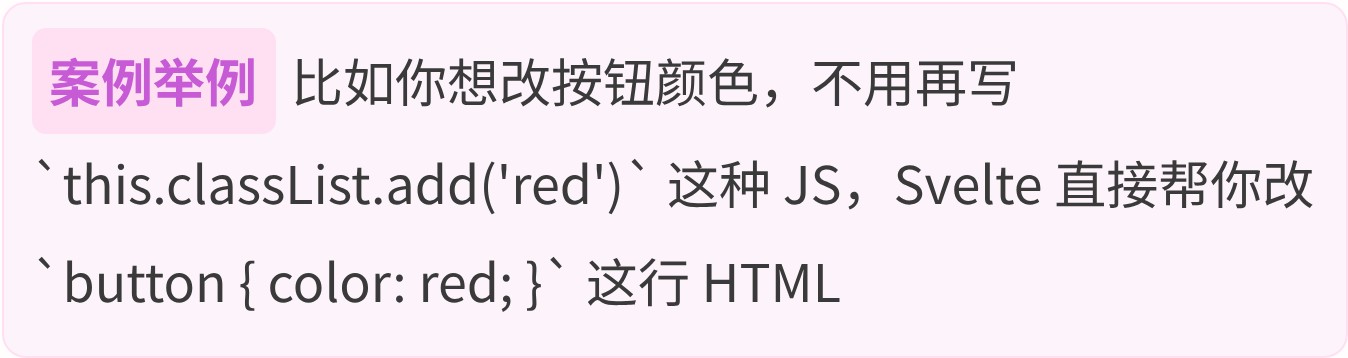 案例举例 比如你想改按钮颜色，不用再写
`this.classList.add('red')` 这种 JS，Svelte 直接帮你改
`button { color: red; }` 这行 HTML